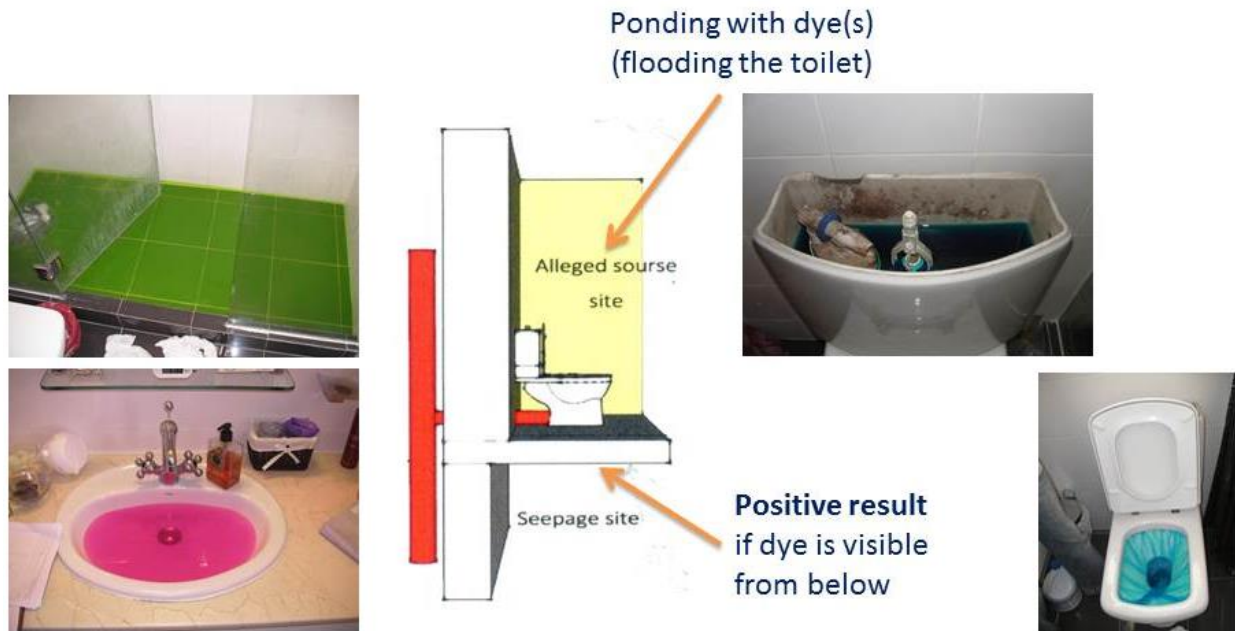 Ponding with dye(s)
(flooding the toilet)
Alleged sourse
site
Seepage site
Positive result
if dye is visible
from below